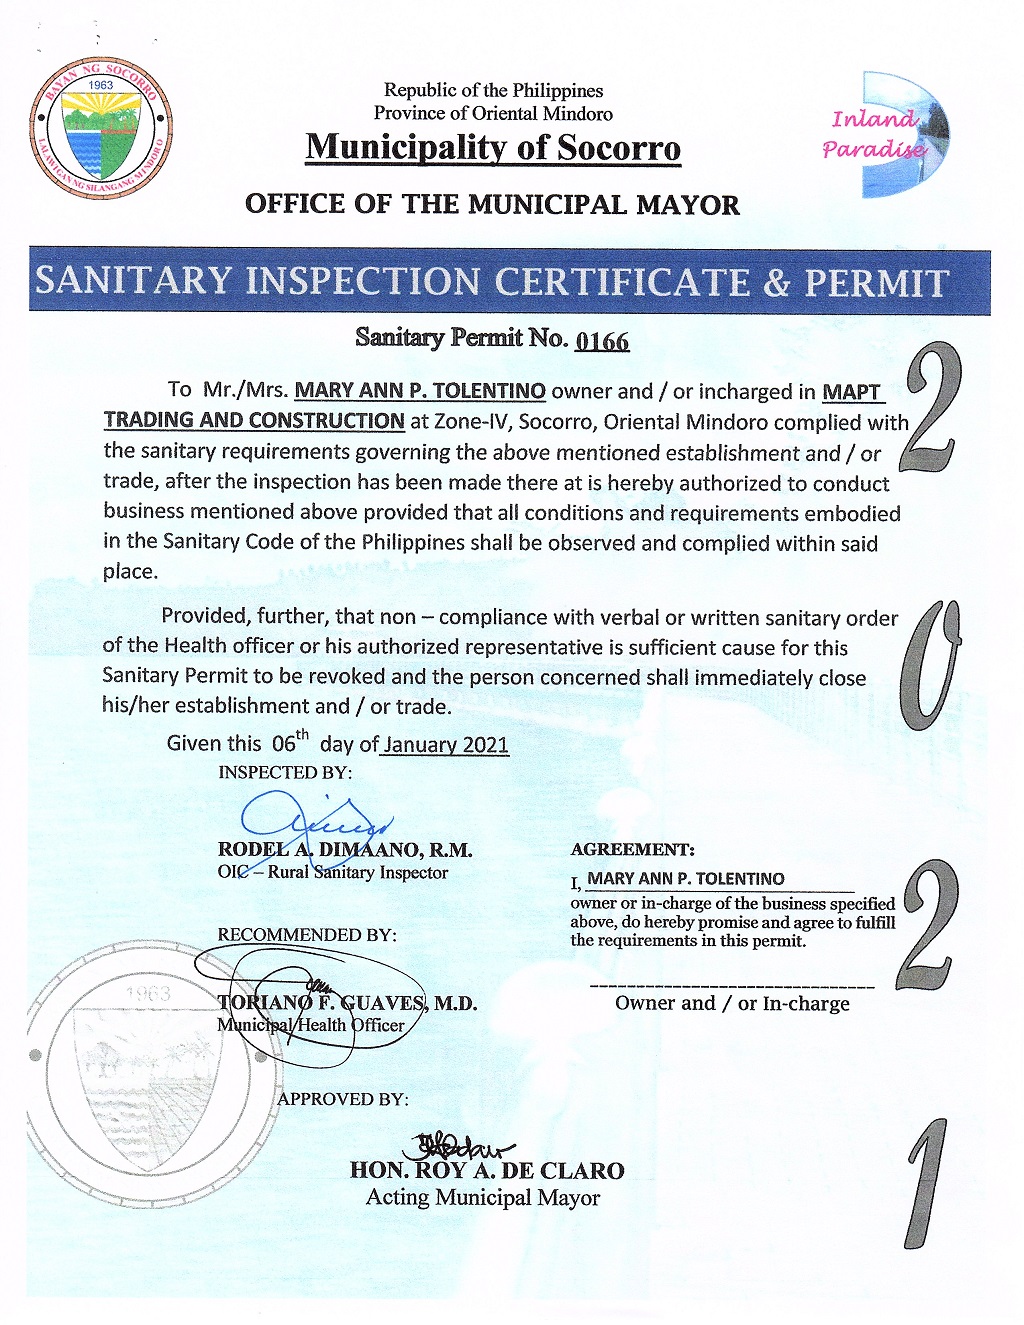 BAYAN NG SOCORRO
1963
LALAWIGAN NG SILANGANG MINDORO
Republic of the Philippines
Province of Oriental Mindoro
Municipality of Socorro
OFFICE OF THE MUNICIPAL MAYOR
Inland
Paradise
SANITARY INSPECTION CERTIFICATE & PERMIT
Sanitary Permit No. 0166
To Mr./Mrs. MARY ANN P. TOLENTINO owner and / or incharged in MAPT
TRADING AND CONSTRUCTION at Zone-IV, Socorro, Oriental Mindoro complied with
the sanitary requirements governing the above mentioned establishment and / or
trade, after the inspection has been made there at is hereby authorized to conduct
business mentioned above provided that all conditions and requirements embodied
in the Sanitary Code of the Philippines shall be observed and complied within said
place.
Provided, further, that non – compliance with verbal or written sanitary order
of the Health officer or his authorized representative is sufficient cause for this
Sanitary Permit to be revoked and the person concerned shall immediately close
his/her establishment and / or trade.
Given this 06th day of January 2021
INSPECTED BY:
RODEL A. DIMAANO, R.M.
OIC – Rural Sanitary Inspector
RECOMMENDED BY:
TORIANO F. GUAVES, M.D.
Municipal Health Officer
APPROVED BY:
HON. ROY A. DE CLARO
Acting Municipal Mayor
AGREEMENT:
I, MARY ANN P. TOLENTINO
owner or in-charge of the business specified
above, do hereby promise and agree to fulfill
the requirements in this permit.
Owner and / or In-charge
1963
2
0
2
1